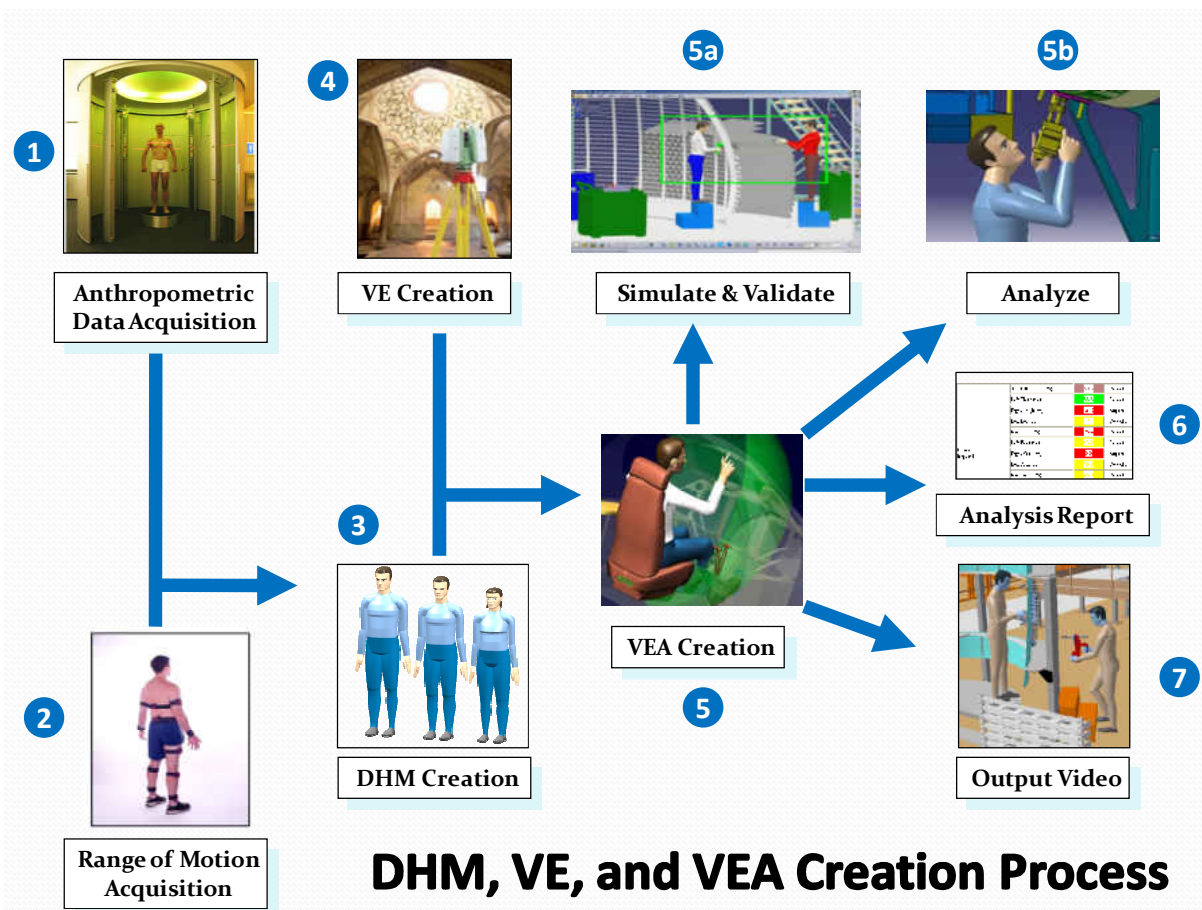 1
Anthropometric
Data Acquisition
2
Range of Motion
Acquisition
3
DHM Creation
4
VE Creation
5
VEA Creation
5a
Simulate & Validate
5b
Analyze
6
Analysis Report
7
Output Video
DHM, VE, and VEA Creation Process